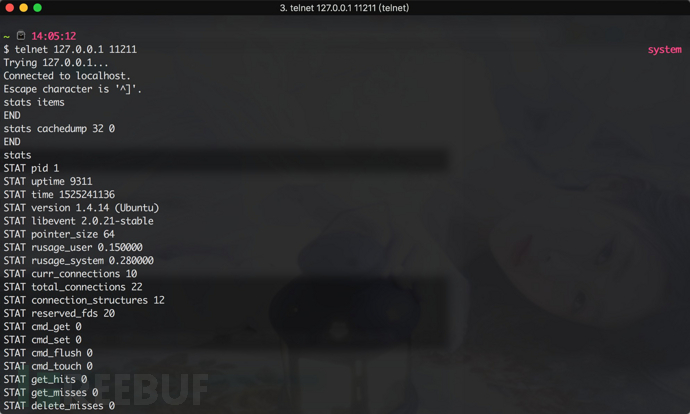 3. telnet 127.0.0.1 11211 (telnet)
~ 14:05:12
$ telnet 127.0.0.1 11211 system
Trying 127.0.0.1...
Connected to localhost.
Escape character is '^]'.
stats items
END
stats cachedump 32 0
END
stats
STAT pid 1
STAT uptime 9311
STAT time 1525241136
STAT version 1.4.14 (Ubuntu)
STAT libevent 2.0.21-stable
STAT pointer_size 64
STAT rusage_user 0.150000
STAT rusage_system 0.280000
STAT curr_connections 10
STAT total_connections 22
STAT connection_structures 12
STAT reserved_fds 20
STAT cmd_get 0
STAT cmd_set 0
STAT cmd_flush 0
STAT cmd_touch 0
STAT get_hits 0
STAT get_misses 0
STAT delete_misses 0
FREEBUF